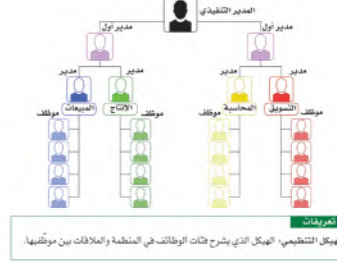 المدير التنفيذي
مدير أول
مدير أول
مدير
مدير
مدير
مدير
التسويق
المحاسبة
الإنتاج
المبيعات
موظف
موظف
موظف
موظف
تعريفات
الهيكل التنظيمي: الهيكل الذي يشرح فئات الوظائف في المنظمة والعلاقات بين موظفيها.